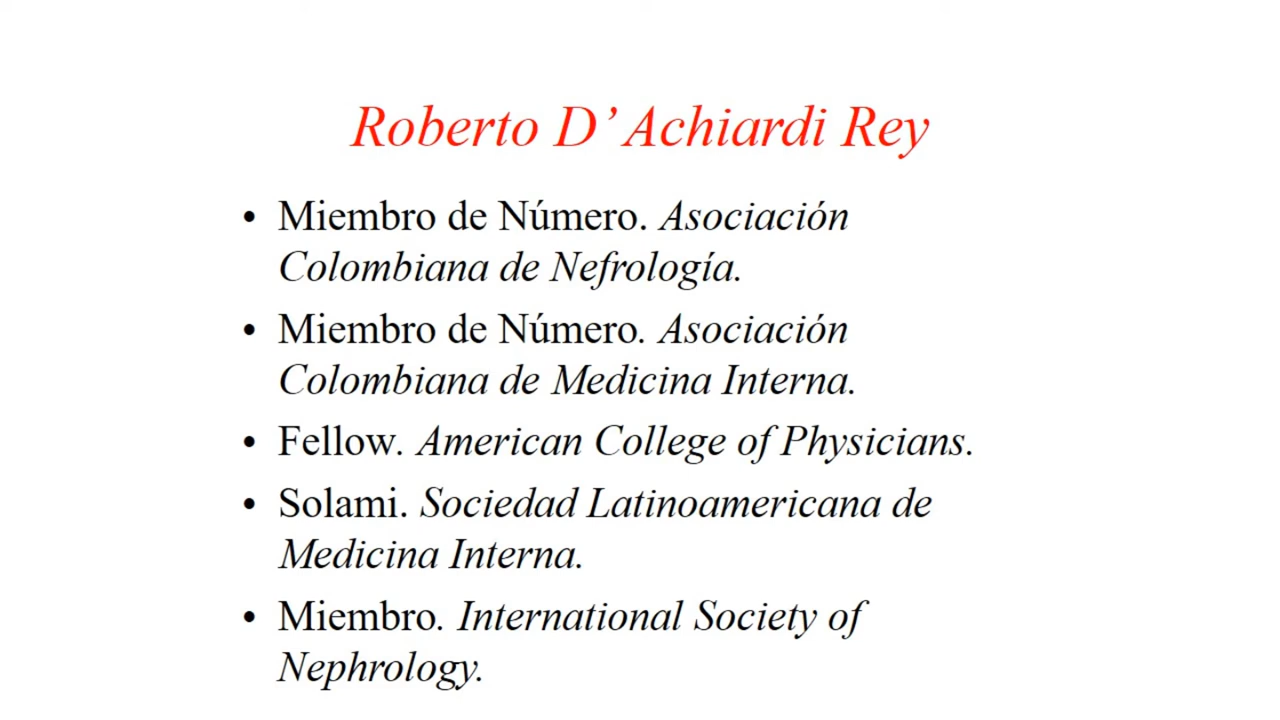 Roberto D’ Achiardi Rey
• Miembro de Número. Asociación
Colombiana de Nefrología.
• Miembro de Número. Asociación
Colombiana de Medicina Interna.
• Fellow. American College of Physicians.
• Solami. Sociedad Latinoamericana de
Medicina Interna.
• Miembro. International Society of
Nephrology.